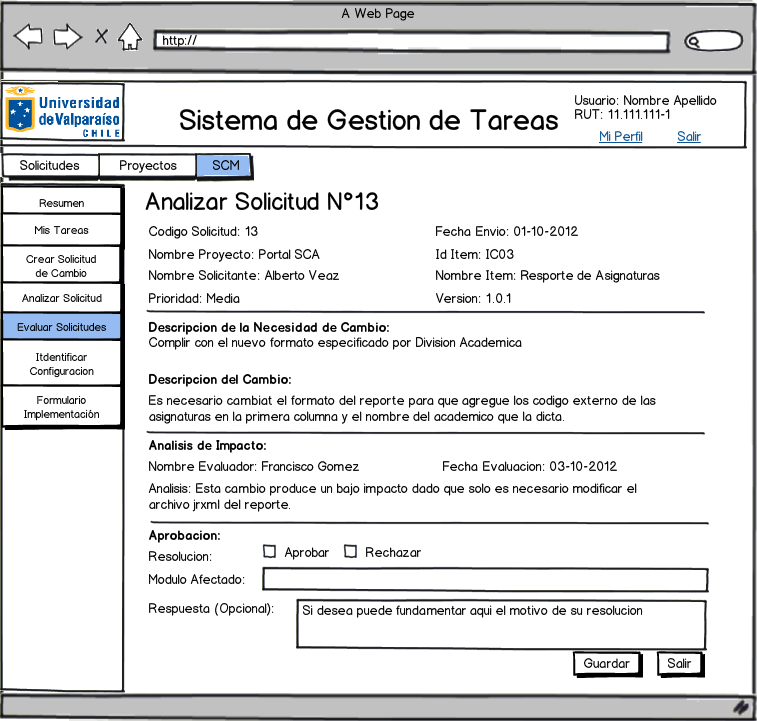 A Web Page
http://
Universidad
de Valparaíso
CHILE
Sistema de Gestion de Tareas
Usuario: Nombre Apellido
RUT: 11.111.111-1
Mi Perfil Salir
Solicitudes Proyectos SCM
Resumen
Mis Tareas
Crear Solicitud
de Cambio
Analizar Solicitud
Evaluar Solicitudes
Itdentificar
Configuracion
Formulario
Implementación
Analizar Solicitud N°13
Codigo Solicitud: 13 Fecha Envio: 01-10-2012
Nombre Proyecto: Portal SCA Id Item: IC03
Nombre Solicitante: Alberto Veaz Nombre Item: Resporte de Asignaturas
Prioridad: Media Version: 1.0.1
Descripcion de la Necesidad de Cambio:
Complir con el nuevo formato especificado por Division Academica
Descripcion del Cambio:
Es necesario cambiat el formato del reporte para que agregue los codigo externo de las
asignaturas en la primera columna y el nombre del academico que la dicta.
Analisis de Impacto:
Nombre Evaluador: Francisco Gomez Fecha Evaluacion: 03-10-2012
Analisis: Esta cambio produce un bajo impacto dado que solo es necesario modificar el
archivo jrxml del reporte.
Aprobacion:
Resolucion: Aprobar Rechazar
Modulo Afectado:
Respuesta (Opcional): Si desea puede fundamentar aqui el motivo de su resolucion
Guardar Salir